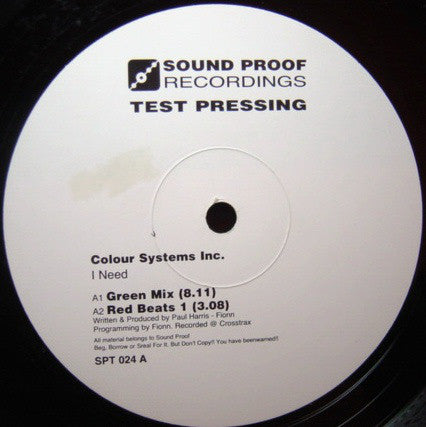 SOUND PROOF
RECORDINGS
TEST PRESSING
Colour Systems Inc.
I Need
A1 Green Mix (8.11)
A2 Red Beats 1 (3.08)
Written & Produced by Paul Harris - Fionn
Programming by Fionn. Recorded @ Crosstrax
All material belongs to Sound Proof
Beg, Borrow or Sreal For It. But Don't Copy!! You have beenwarned!!
SPT 024 A